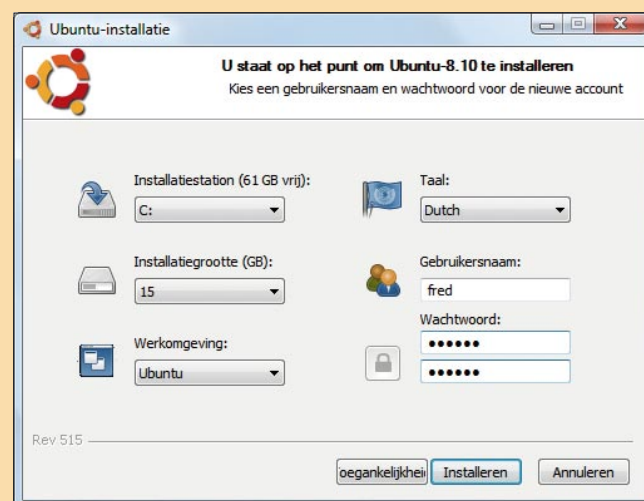 Ubuntu-installatie
U staat op het punt om Ubuntu-8.10 te installeren
Kies een gebruikersnaam en wachtwoord voor de nieuwe account
Installatiestation (61 GB vrij):
C:
Installatiegrootte (GB):
15
Werkomgeving:
Ubuntu
Taal:
Dutch
Gebruikersnaam:
fred
Wachtwoord:
••••••
••••••
Rev 515
oegankelijkhei Installeren Annuleren